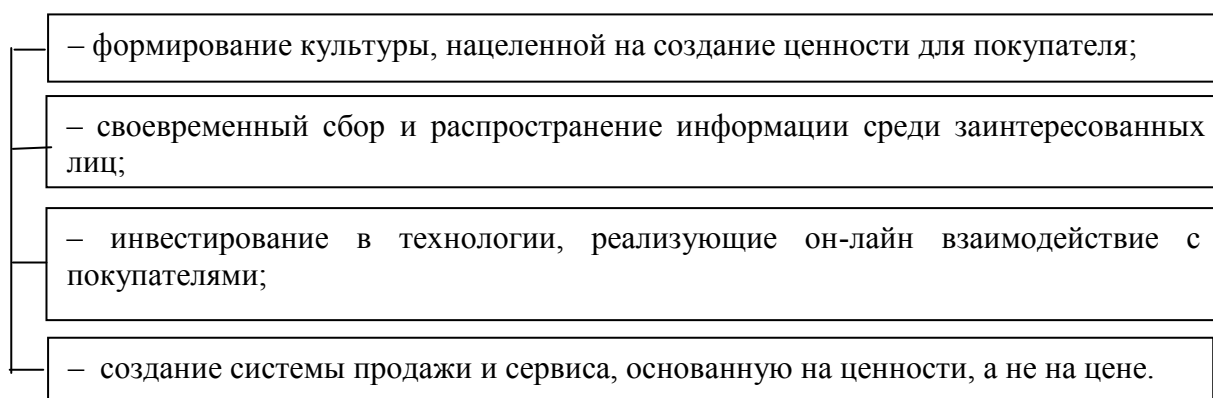 – формирование культуры, нацеленной на создание ценности для покупателя;
– своевременный сбор и распространение информации среди заинтересованных
лиц;
– инвестирование в технологии, реализующие он-лайн взаимодействие с
покупателями;
– создание системы продажи и сервиса, основанную на ценности, а не на цене.